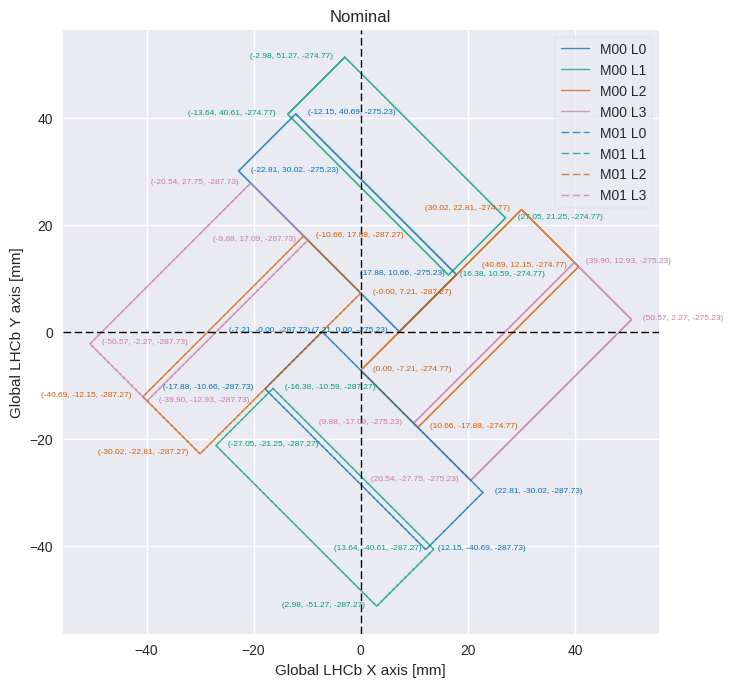 Nominal
M00 L0
M00 L1
M00 L2
M00 L3
M01 L0
M01 L1
M01 L2
M01 L3
(-2.98, 51.27, -274.77)
(-13.64, 40.61, -274.77)
(-12.15, 40.69, -275.23)
(-22.81, 30.02, -275.23)
(-20.54, 27.75, -287.73)
(30.02, 22.81, -274.77)
(27.05, 21.25, -274.77)
(-10.66, 17.88, -287.27)
(-9.88, 17.09, -287.73)
(40.69, 12.15, -274.77)
(39.90, 12.93, -275.23)
(17.88, 10.66, -275.23)
(16.38, 10.59, -274.77)
(-0.00, 7.21, -287.27)
(50.57, 2.27, -275.23)
(-7.21, -0.00, -287.73)
(7.21, 0.00, -275.23)
(-50.57, -2.27, -287.73)
(0.00, -7.21, -274.77)
(-17.88, -10.66, -287.73)
(-16.38, -10.59, -287.27)
(-40.69, -12.15, -287.27)
(-39.90, -12.93, -287.73)
(9.88, -17.09, -275.23)
(10.66, -17.88, -274.77)
(-27.05, -21.25, -287.27)
(-30.02, -22.81, -287.27)
(20.54, -27.75, -275.23)
(22.81, -30.02, -287.73)
(13.64, -40.61, -287.27)
(12.15, -40.69, -287.73)
(2.98, -51.27, -287.27)
40
20
0
−20
−40
−40
−20
0
20
40
Global LHCb X axis [mm]
Global LHCb Y axis [mm]